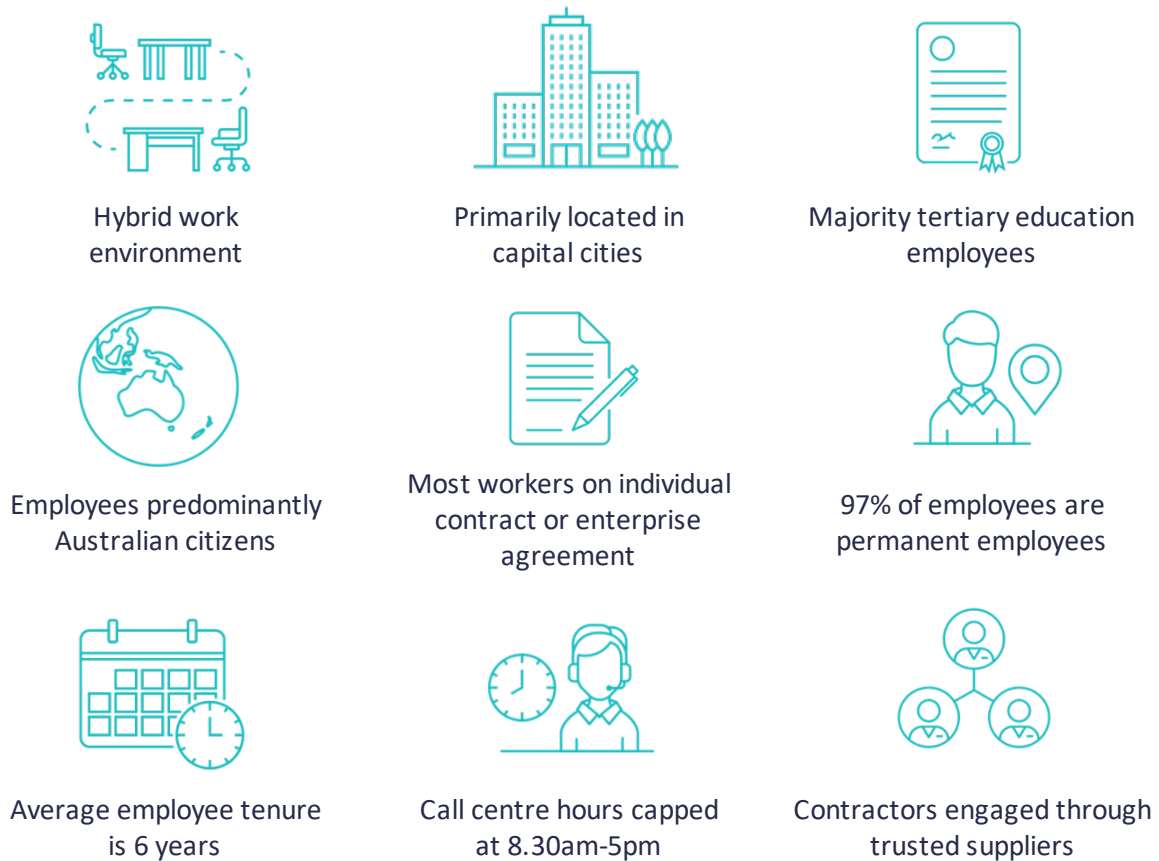 Hybrid work
environment
Primarily located in
capital cities
Majority tertiary education
employees
Employees predominantly
Australian citizens
Most workers on individual
contract or enterprise
agreement
97% of employees are
permanent employees
Average employee tenure
is 6 years
Call centre hours capped
at 8.30am-5pm
Contractors engaged through
trusted suppliers